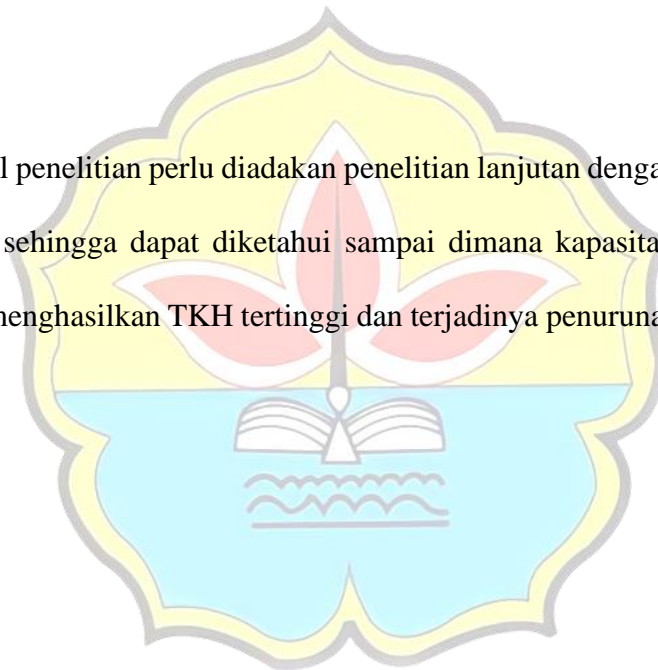 l penelitian perlu diadakan penelitian lanjutan denga
sehingga dapat diketahui sampai dimana kapasita
menghasilkan TKH tertinggi dan terjadinya penuruna